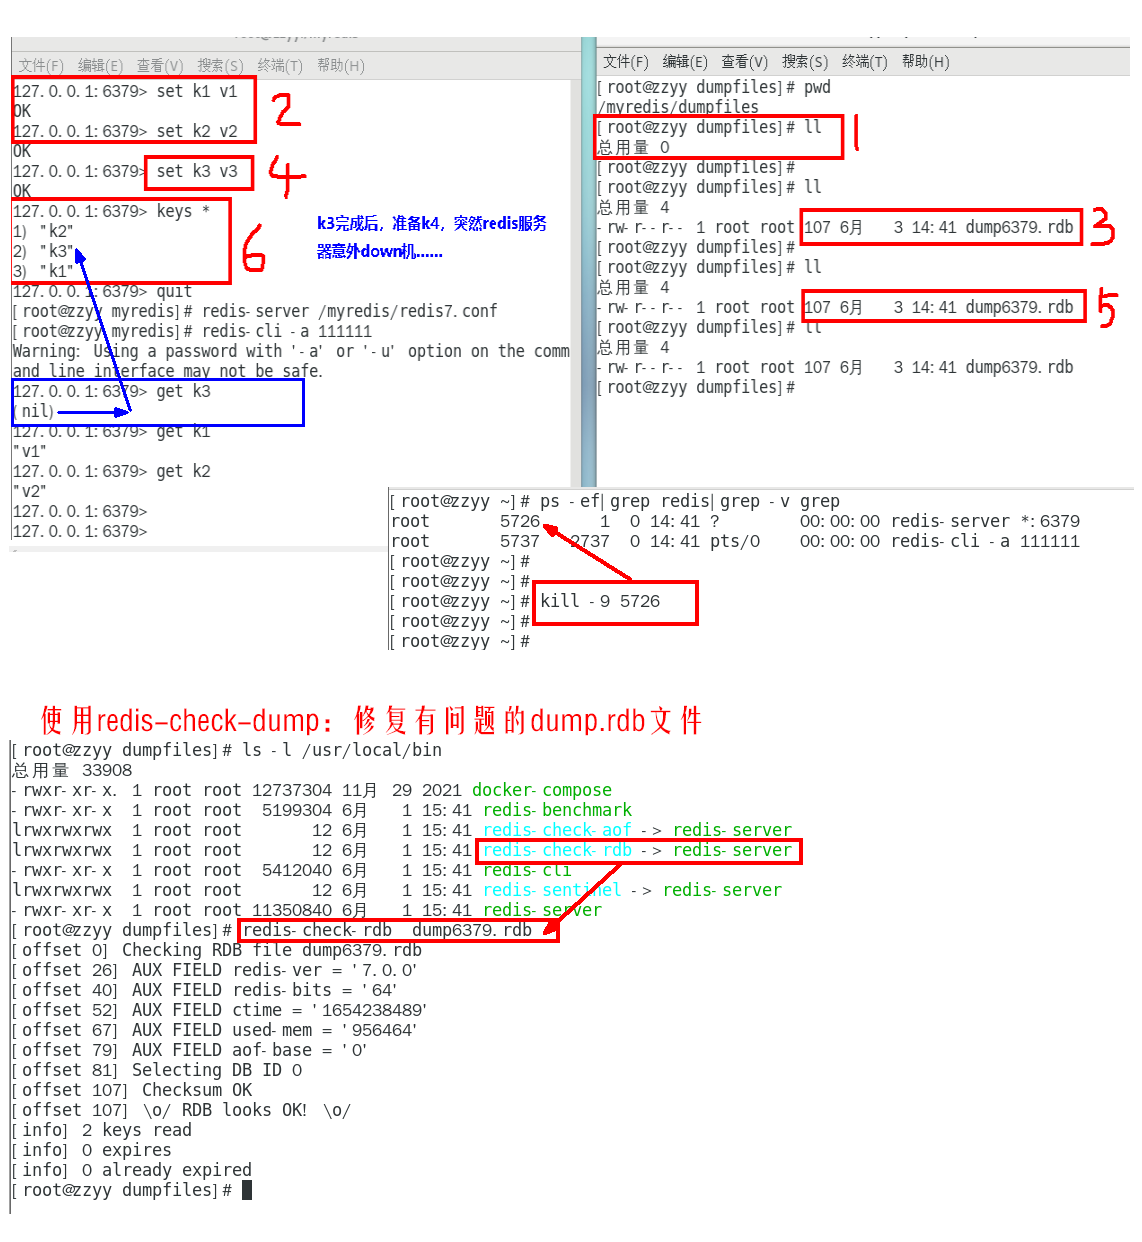 文件(F) 编辑(E) 查看(V) 搜索(S) 终端(T) 帮助(H)
127.0.0.1:6379> set k1 v1
OK
127.0.0.1:6379> set k2 v2
OK
2
127.0.0.1:6379> set k3 v3
OK
4
127.0.0.1:6379> keys *
1) "k2"
2) "k3"
3) "k1"
6
k3完成后，准备k4，突然redis服务
器意外down机......
127.0.0.1:6379> quit
[root@zzyy myredis]# redis-server /myredis/redis7.conf
[root@zzyy myredis]# redis-cli -a 111111
Warning: Using a password with '-a' or '-u' option on the comm
and line interface may not be safe.
127.0.0.1:6379> get k3
(nil)
127.0.0.1:6379> get k1
"v1"
127.0.0.1:6379> get k2
"v2"
127.0.0.1:6379>
127.0.0.1:6379>
文件(F) 编辑(E) 查看(V) 搜索(S) 终端(T) 帮助(H)
[root@zzyy dumpfiles]# pwd
/myredis/dumpfiles
[root@zzyy dumpfiles]# ll
总用量 0
1
[root@zzyy dumpfiles]#
[root@zzyy dumpfiles]# ll
总用量 4
-rw-r--r-- 1 root root 107 6月 3 14:41 dump6379.rdb
3
[root@zzyy dumpfiles]#
[root@zzyy dumpfiles]# ll
总用量 4
-rw-r--r-- 1 root root 107 6月 3 14:41 dump6379.rdb
5
[root@zzyy dumpfiles]# ll
总用量 4
-rw-r--r-- 1 root root 107 6月 3 14:41 dump6379.rdb
[root@zzyy dumpfiles]#
[root@zzyy ~]# ps -ef|grep redis|grep -v grep
root 5726 1 0 14:41 ? 00:00:00 redis-server *:6379
root 5737 2737 0 14:41 pts/0 00:00:00 redis-cli -a 111111
[root@zzyy ~]#
[root@zzyy ~]#
[root@zzyy ~]# kill -9 5726
[root@zzyy ~]#
[root@zzyy ~]#
使用redis-check-dump：修复有问题的dump.rdb文件
[root@zzyy dumpfiles]# ls -l /usr/local/bin
总用量 33908
-rwxr-xr-x. 1 root root 12737304 11月 29 2021 docker-compose
-rwxr-xr-x 1 root root 5199304 6月 1 15:41 redis-benchmark
lrwxrwxrwx 1 root root 12 6月 1 15:41 redis-check-aof -> redis-server
lrwxrwxrwx 1 root root 12 6月 1 15:41 redis-check-rdb -> redis-server
-rwxr-xr-x 1 root root 5412040 6月 1 15:41 redis-cli
lrwxrwxrwx 1 root root 12 6月 1 15:41 redis-sentinel -> redis-server
-rwxr-xr-x 1 root root 11350840 6月 1 15:41 redis-server
[root@zzyy dumpfiles]# redis-check-rdb dump6379.rdb
[offset 0] Checking RDB file dump6379.rdb
[offset 26] AUX FIELD redis-ver = '7.0.0'
[offset 40] AUX FIELD redis-bits = '64'
[offset 52] AUX FIELD ctime = '1654238489'
[offset 67] AUX FIELD used-mem = '956464'
[offset 79] AUX FIELD aof-base = '0'
[offset 81] Selecting DB ID 0
[offset 107] Checksum OK
[offset 107] \o/ RDB looks OK! \o/
[info] 2 keys read
[info] 0 expires
[info] 0 already expired
[root@zzyy dumpfiles]#